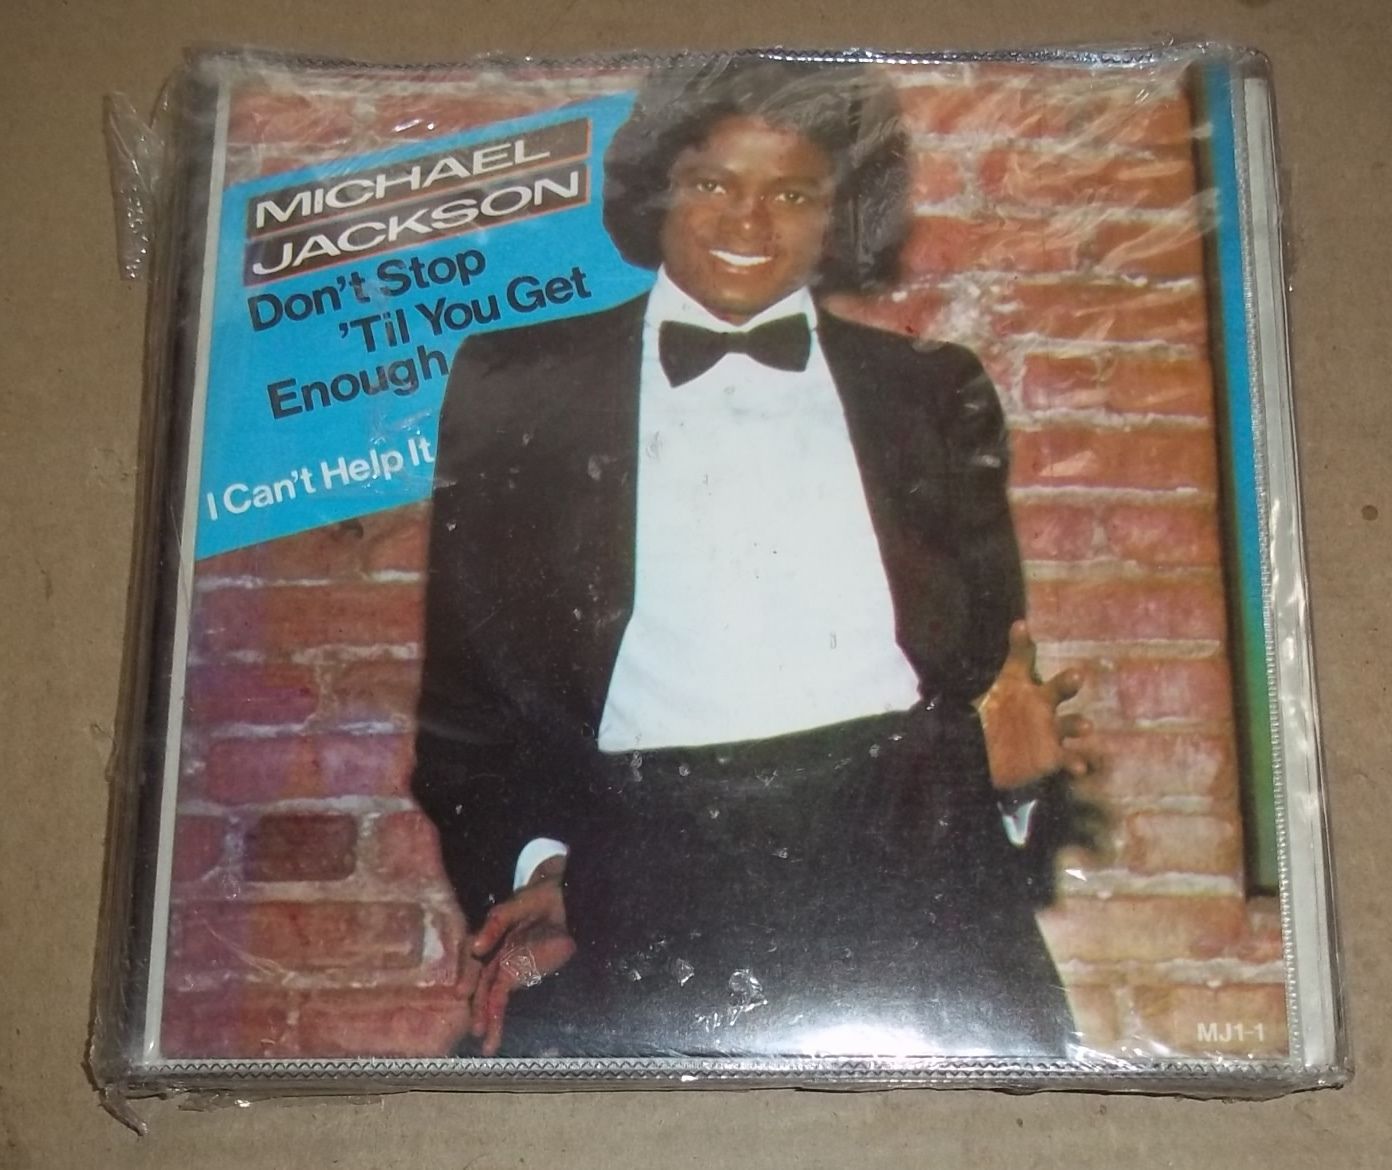 MICHAEL
JACKSON
Don't Stop
'Til You Get
Enough
I Can't Help It
MJ1-1